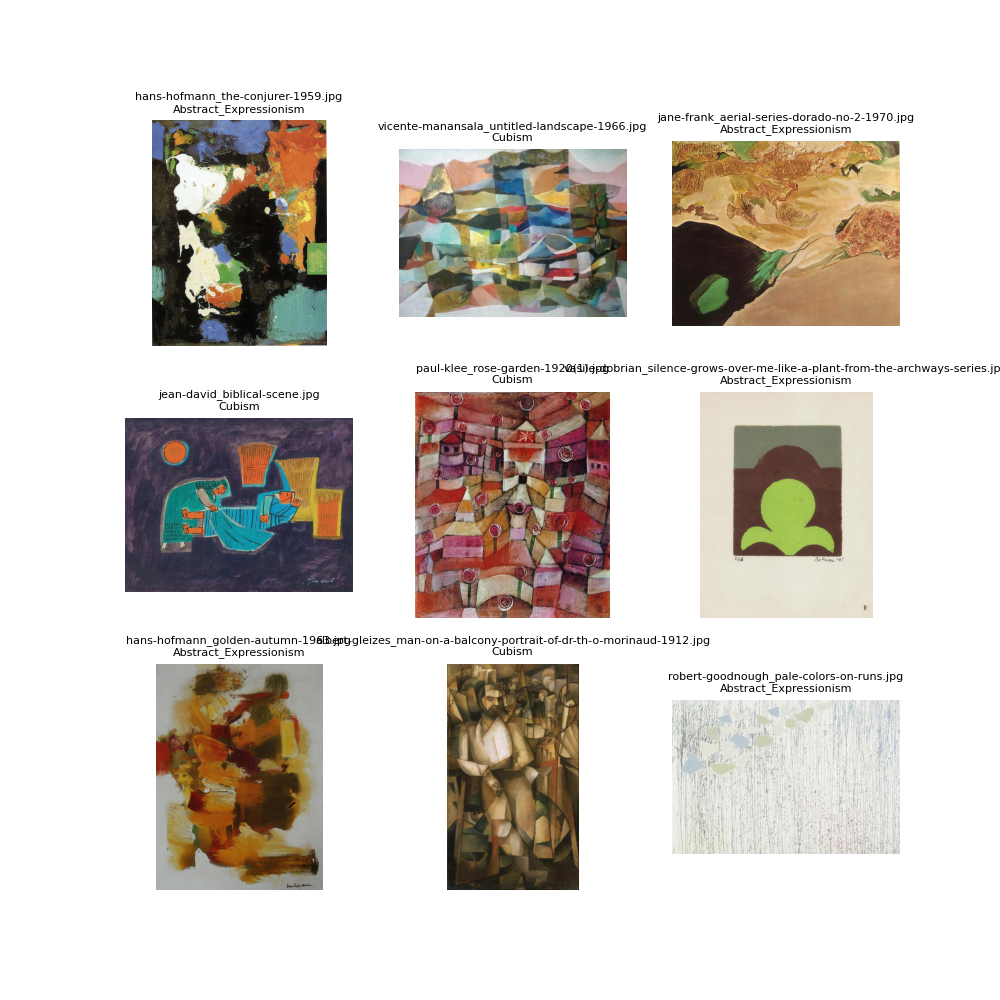 hans-hofmann_the-conjurer-1959.jpg
Abstract_Expressionism
vicente-manansala_untitled-landscape-1966.jpg
Cubism
jane-frank_aerial-series-dorado-no-2-1970.jpg
Abstract_Expressionism
jean-david_biblical-scene.jpg
Cubism
paul-klee_rose-garden-1920(1).jpg
Cubism
brian_silence-grows-over-me-like-a-plant-from-the-archways-series.jp
Abstract_Expressionism
hans-hofmann_golden-autumn-1963.jpg
Abstract_Expressionism
albert-gleizes_man-on-a-balcony-portrait-of-dr-th-o-morinaud-1912.jpg
Cubism
robert-goodnough_pale-colors-on-runs.jpg
Abstract_Expressionism